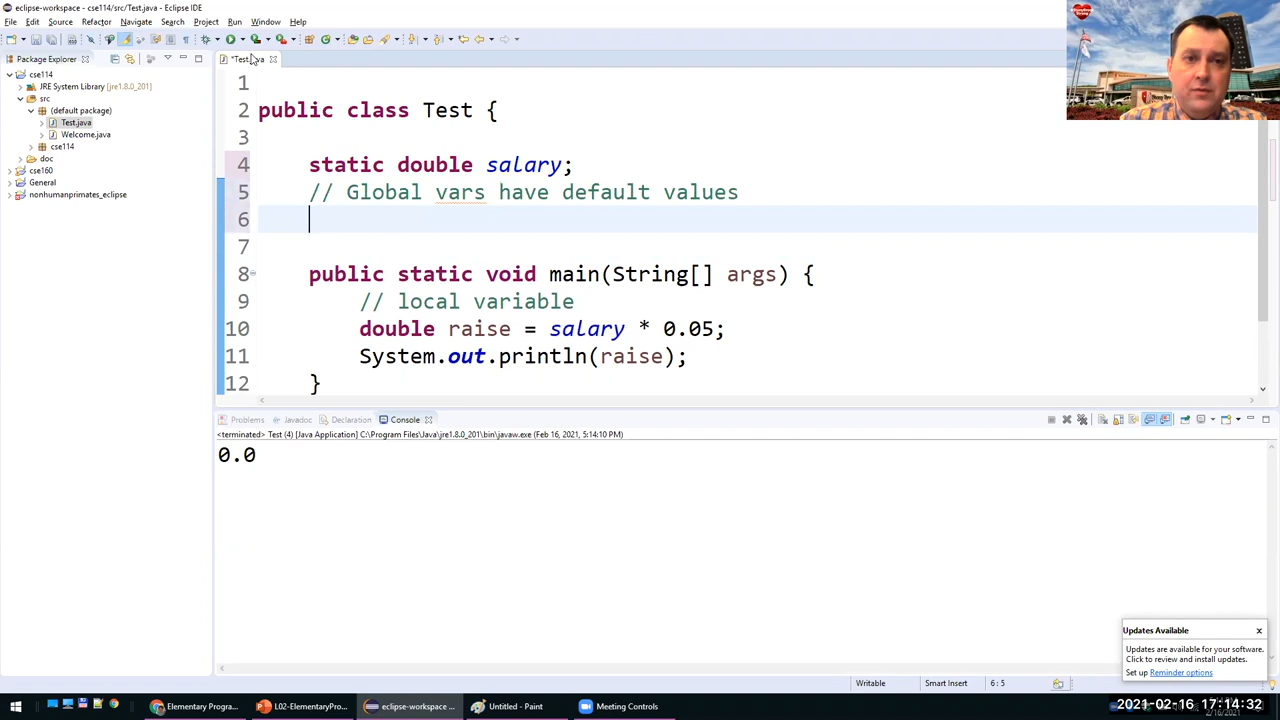 eclipse-workspace - cse114/src/Test.java - Eclipse IDE
File Edit Source Refactor Navigate Search Project Run Window Help
Package Explorer
*Test.java
cse114
JRE System Library [jre1.8.0_201]
src
(default package)
Test.java
Welcome.java
cse114
doc
cse160
General
nonhumanprimates_eclipse
1
2 public class Test {
3
4 static double salary;
5 // Global vars have default values
6
7
8 public static void main(String[] args) {
9 // local variable
10 double raise = salary * 0.05;
11 System.out.println(raise);
12 }
Problems Javadoc Declaration Console
<terminated> Test (4) [Java Application] C:\Program Files\Java\jre1.8.0_201\bin\javaw.exe (Feb 16, 2021, 5:14:10 PM)
0.0
Updates Available
Updates are available for your software.
Click to review and install updates.
Set up Reminder options
Writable Smart Insert 6 : 5
Elementary Progra... L02-ElementaryPro... eclipse-workspace ... Untitled - Paint Meeting Controls
2021-02-16 17:14:32